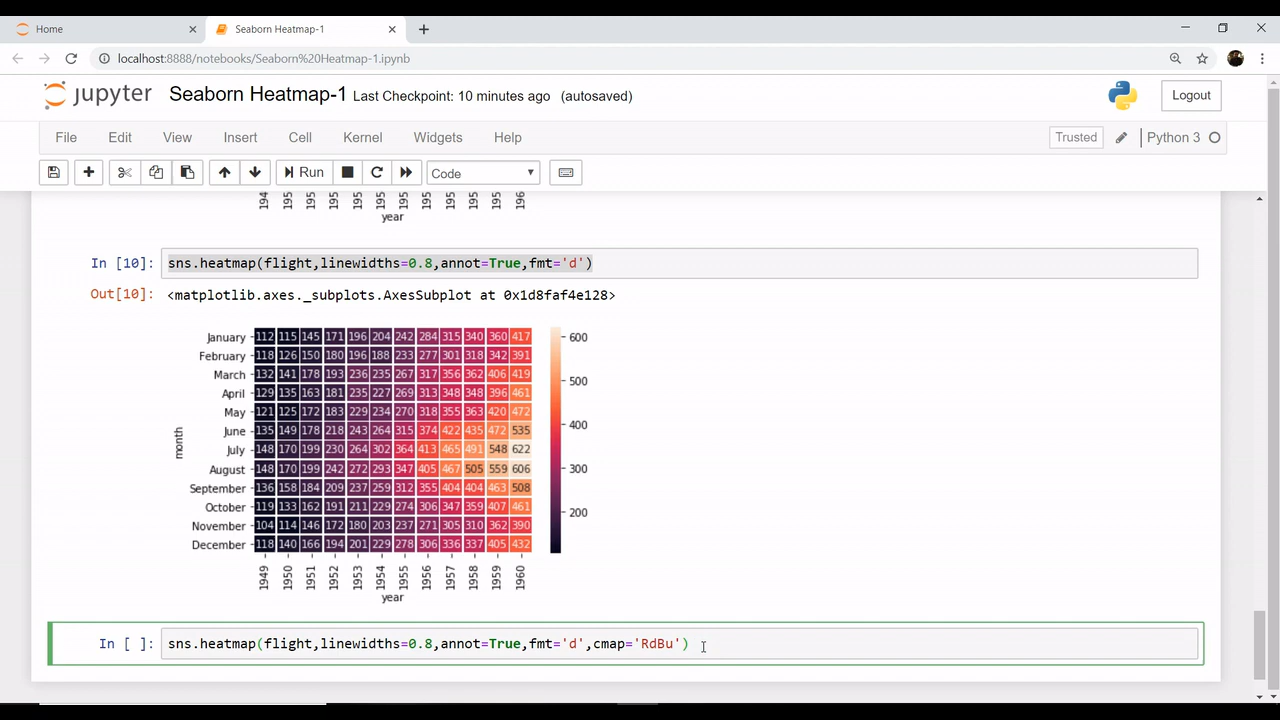 Home
Seaborn Heatmap-1
localhost:8888/notebooks/Seaborn%20Heatmap-1.ipynb
jupyter Seaborn Heatmap-1 Last Checkpoint: 10 minutes ago (autosaved)
Logout
File Edit View Insert Cell Kernel Widgets Help
Trusted Python 3
Run Code
194 195 195 195 195 195 195 195 195 195 195 196
year
In [10]: sns.heatmap(flight,linewidths=0.8,annot=True,fmt='d')
Out[10]: <matplotlib.axes._subplots.AxesSubplot at 0x1d8faf4e128>
January 112 115 145 171 196 204 242 284 315 340 360 417
February 118 126 150 180 196 188 233 277 301 318 342 391
March 132 141 178 193 236 235 267 317 356 362 406 419
April 129 135 163 181 235 227 269 313 348 348 396 461
May 121 125 172 183 229 234 270 318 355 363 420 472
June 135 149 178 218 243 264 315 374 422 435 472 535
July 148 170 199 230 264 302 364 413 465 491 548 622
August 148 170 199 242 272 293 347 405 467 505 559 606
September 136 158 184 209 237 259 312 355 404 404 463 508
October 119 133 162 191 211 229 274 306 347 359 407 461
November 104 114 146 172 180 203 237 271 305 310 362 390
December 118 140 166 194 201 229 278 306 336 337 405 432
month
1949 1950 1951 1952 1953 1954 1955 1956 1957 1958 1959 1960
year
600
500
400
300
200
In [ ]: sns.heatmap(flight,linewidths=0.8,annot=True,fmt='d',cmap='RdBu')